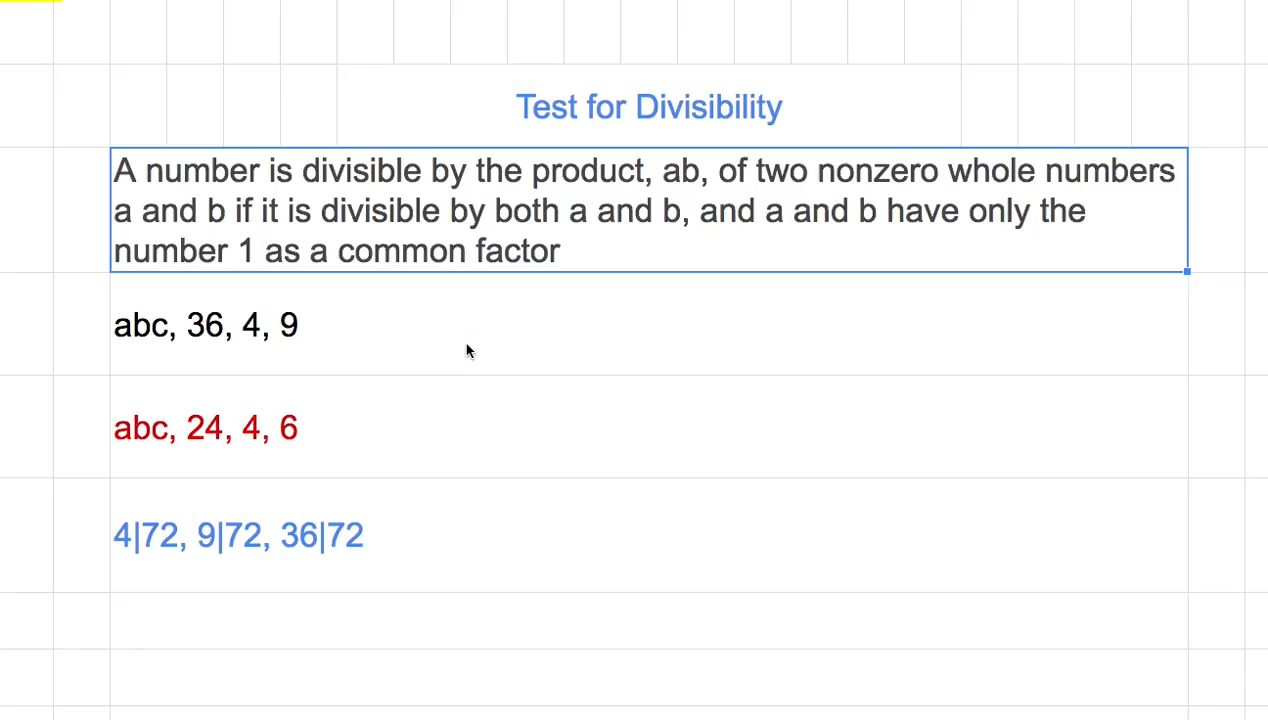 Test for Divisibility
A number is divisible by the product, ab, of two nonzero whole numbers
a and b if it is divisible by both a and b, and a and b have only the
number 1 as a common factor
abc, 36, 4, 9
abc, 24, 4, 6
4|72, 9|72, 36|72